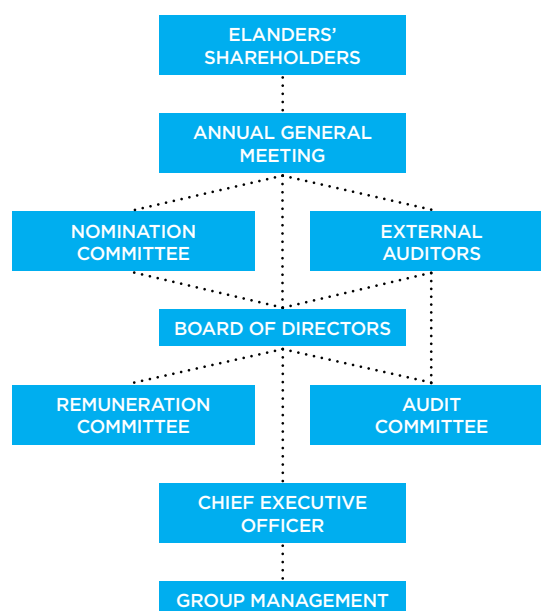 ELANDERS'
SHAREHOLDERS
ANNUAL GENERAL
MEETING
NOMINATION
COMMITTEE
EXTERNAL
AUDITORS
BOARD OF DIRECTORS
REMUNERATION
COMMITTEE
AUDIT
COMMITTEE
CHIEF EXECUTIVE
OFFICER
GROUP MANAGEMENT